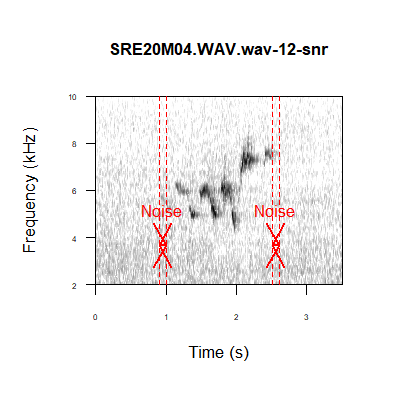 SRE20M04.WAV.wav-12-snr
Frequency (kHz)
10
8
6
4
2
Noise Noise
0 1 2 3
Time (s)